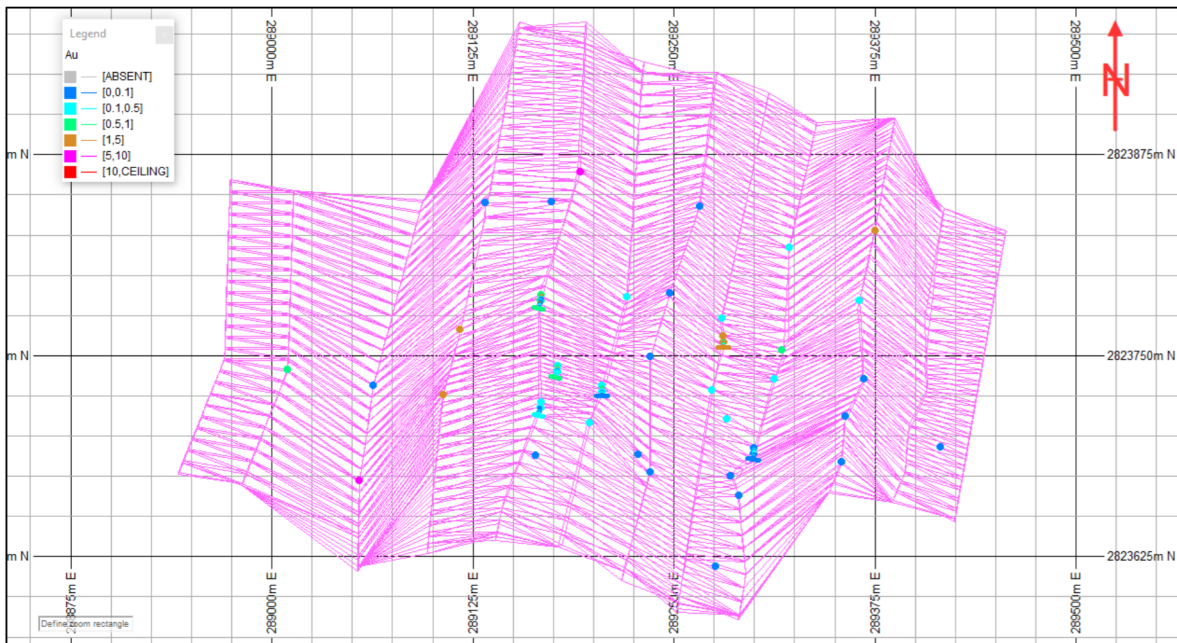 Legend
Au
[ABSENT]
[0,0.1]
[0.1,0.5]
[0.5,1]
[1,5]
[5,10]
[10,CEILING]
289000m E
289125m E
289250m E
289375m E
289500m E
N
m N
2823875m N
m N
2823750m N
m N
2823625m N
288875m E
289000m E
289125m E
289250m E
289375m E
289500m E
Define zoom rectangle